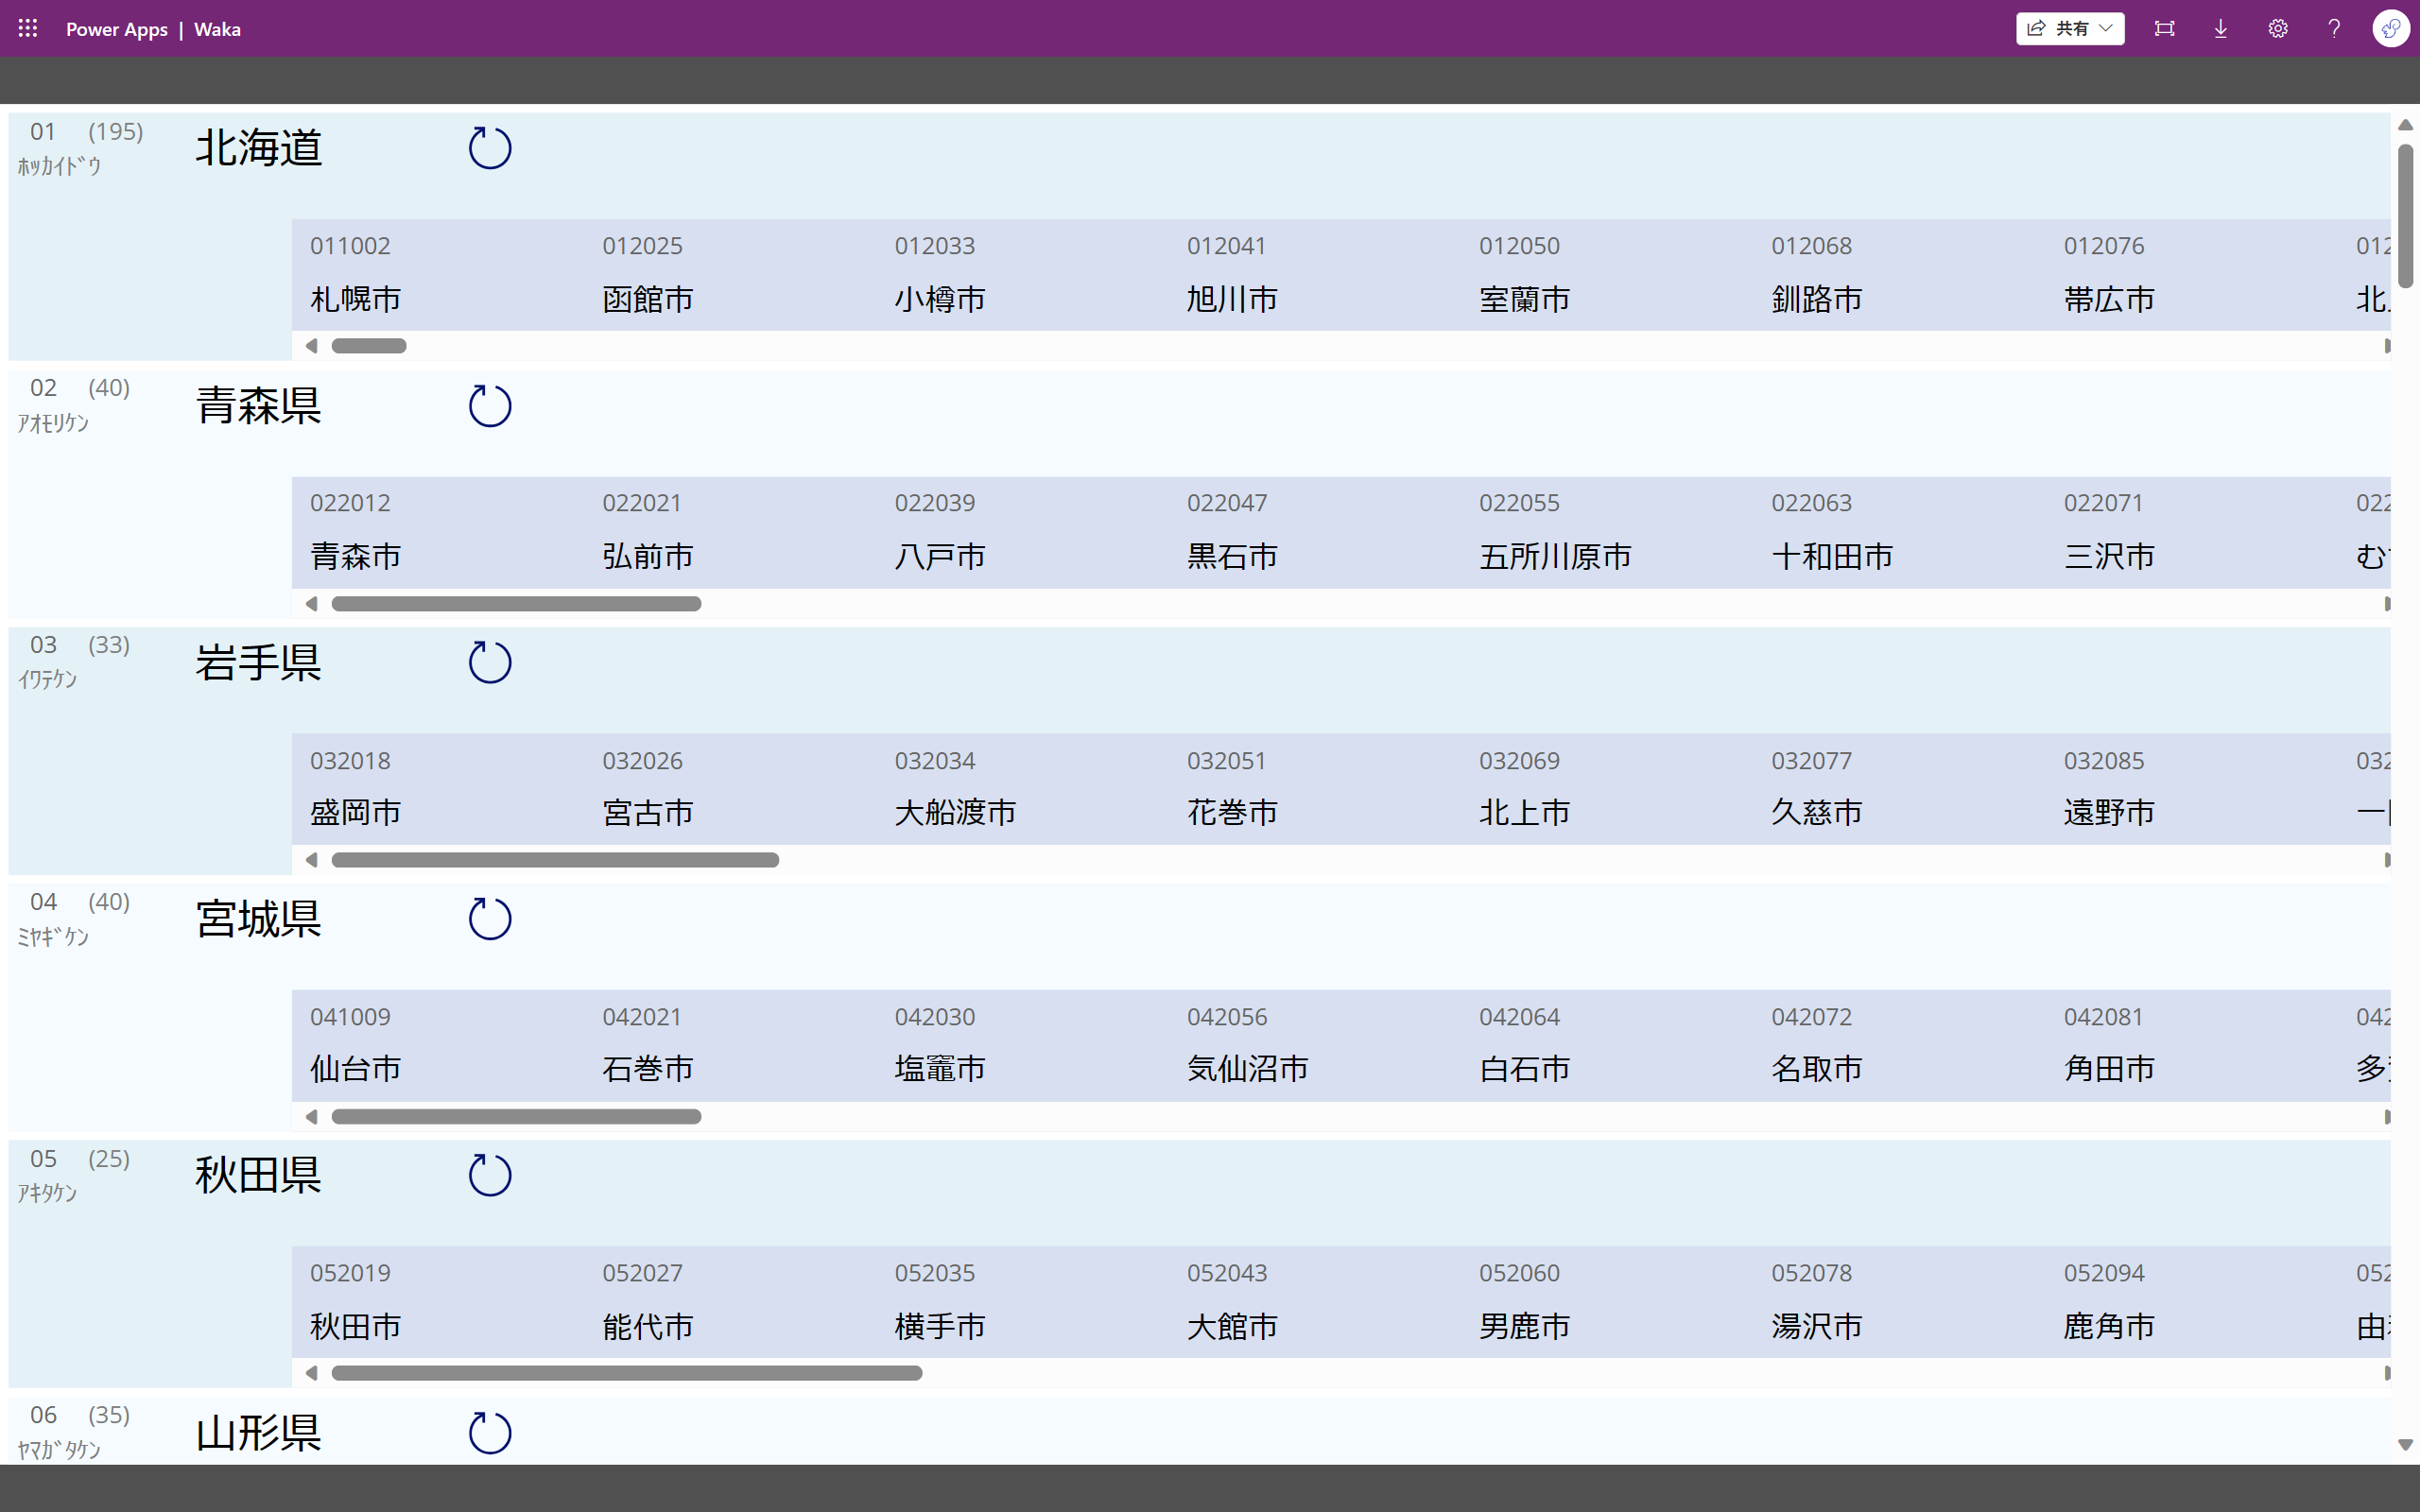 Power Apps | Waka
共有
01 (195)
北海道
ﾎｯｶｲﾄﾞｳ
011002 012025 012033 012041 012050 012068 012076 012
札幌市 函館市 小樽市 旭川市 室蘭市 釧路市 帯広市 北
02 (40)
青森県
ｱｵﾓﾘｹﾝ
022012 022021 022039 022047 022055 022063 022071 022
青森市 弘前市 八戸市 黒石市 五所川原市 十和田市 三沢市 む
03 (33)
岩手県
ｲﾜﾃｹﾝ
032018 032026 032034 032051 032069 032077 032085 032
盛岡市 宮古市 大船渡市 花巻市 北上市 久慈市 遠野市 一
04 (40)
宮城県
ﾐﾔｷﾞｹﾝ
041009 042021 042030 042056 042064 042072 042081 042
仙台市 石巻市 塩竈市 気仙沼市 白石市 名取市 角田市 多
05 (25)
秋田県
ｱｷﾀｹﾝ
052019 052027 052035 052043 052060 052078 052094 052
秋田市 能代市 横手市 大館市 男鹿市 湯沢市 鹿角市 由
06 (35)
山形県
ﾔﾏｶﾞﾀｹﾝ